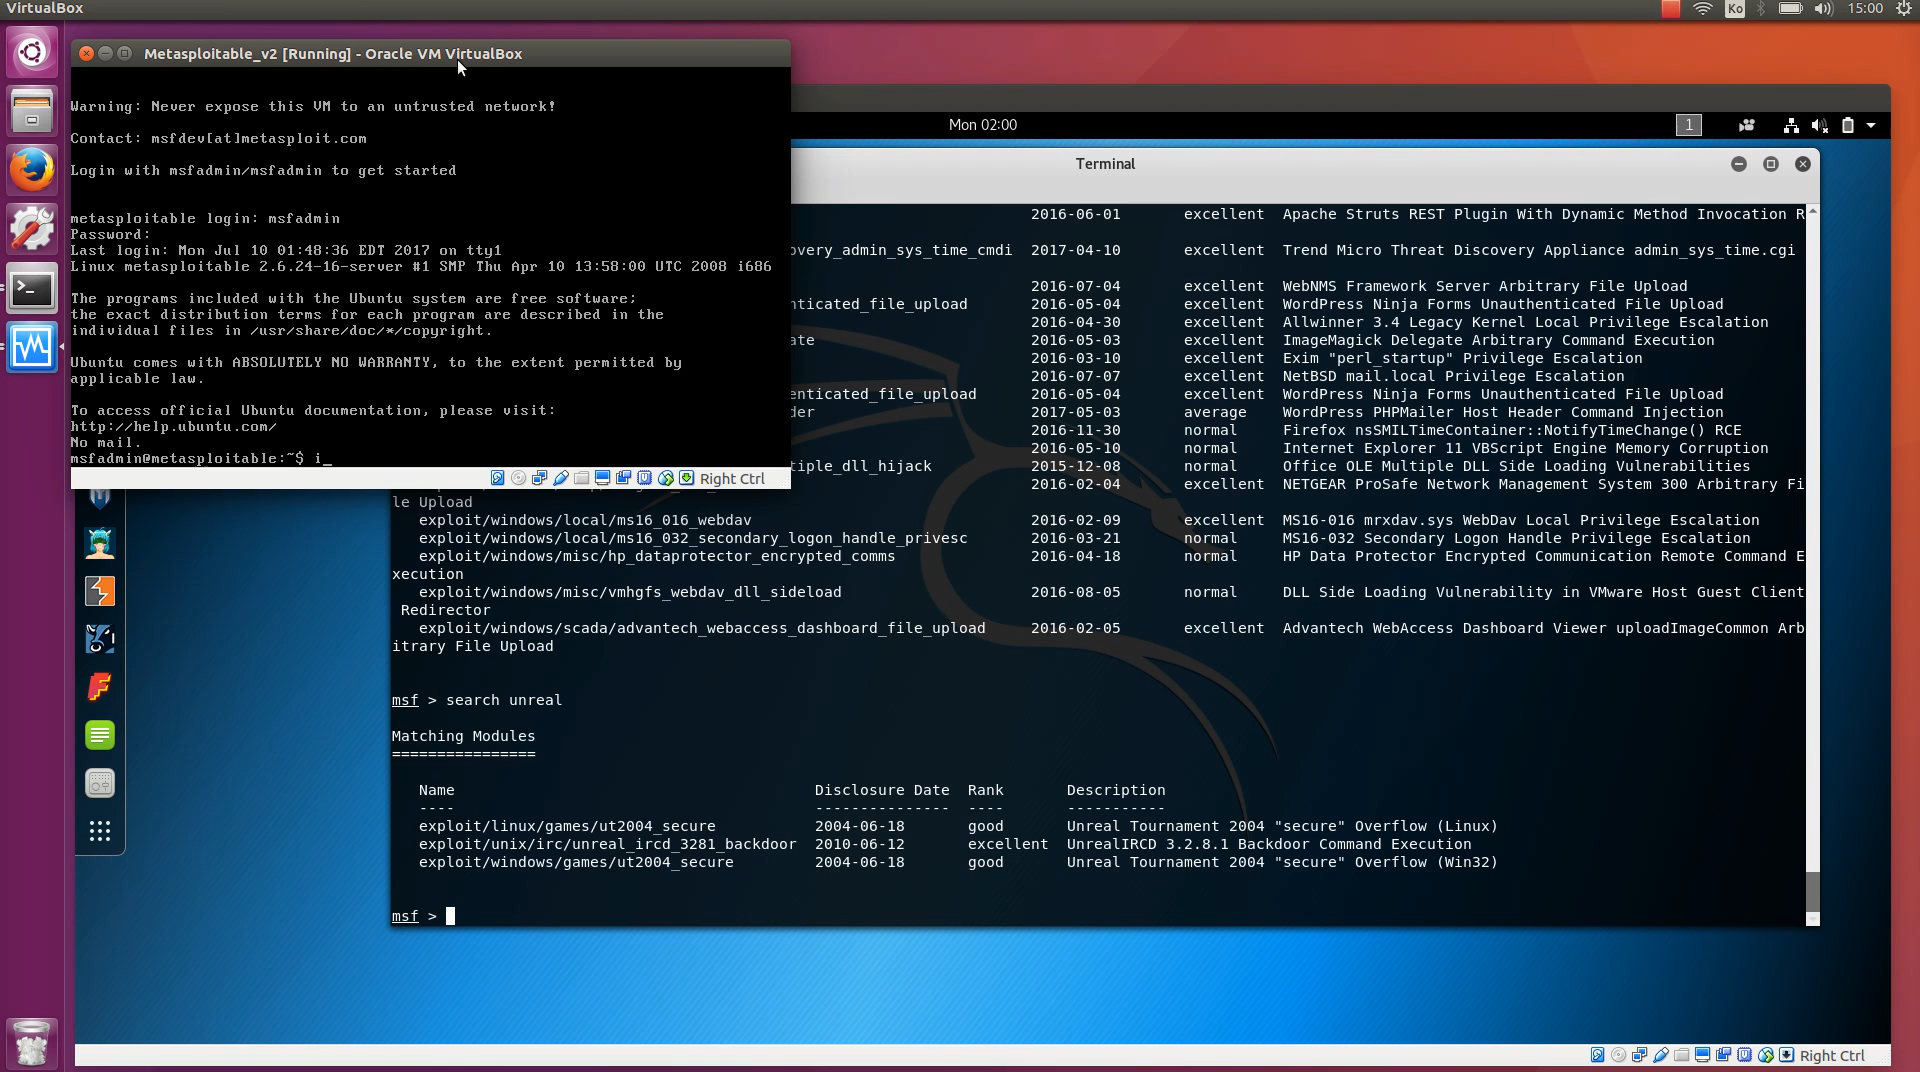 VirtualBox
Ko
15:00
Metasploitable_v2 [Running] - Oracle VM VirtualBox
Warning: Never expose this VM to an untrusted network!
Contact: msfdev[at]metasploit.com
Login with msfadmin/msfadmin to get started
metasploitable login: msfadmin
Password:
Last login: Mon Jul 10 01:48:36 EDT 2017 on tty1
Linux metasploitable 2.6.24-16-server #1 SMP Thu Apr 10 13:58:00 UTC 2008 i686
The programs included with the Ubuntu system are free software;
the exact distribution terms for each program are described in the
individual files in /usr/share/doc/*/copyright.
Ubuntu comes with ABSOLUTELY NO WARRANTY, to the extent permitted by
applicable law.
To access official Ubuntu documentation, please visit:
http://help.ubuntu.com/
No mail.
msfadmin@metasploitable:~$ i_
Right Ctrl
Mon 02:00
1
Terminal
2016-06-01 excellent Apache Struts REST Plugin With Dynamic Method Invocation R
overy_admin_sys_time_cmdi 2017-04-10 excellent Trend Micro Threat Discovery Appliance admin_sys_time.cgi
2016-07-04 excellent WebNMS Framework Server Arbitrary File Upload
nticated_file_upload 2016-05-04 excellent WordPress Ninja Forms Unauthenticated File Upload
2016-04-30 excellent Allwinner 3.4 Legacy Kernel Local Privilege Escalation
ate 2016-05-03 excellent ImageMagick Delegate Arbitrary Command Execution
2016-03-10 excellent Exim "perl_startup" Privilege Escalation
2016-07-07 excellent NetBSD mail.local Privilege Escalation
enticated_file_upload 2016-05-04 excellent WordPress Ninja Forms Unauthenticated File Upload
der 2017-05-03 average WordPress PHPMailer Host Header Command Injection
2016-11-30 normal Firefox nsSMILTimeContainer::NotifyTimeChange() RCE
2016-05-10 normal Internet Explorer 11 VBScript Engine Memory Corruption
tiple_dll_hijack 2015-12-08 normal Office OLE Multiple DLL Side Loading Vulnerabilities
2016-02-04 excellent NETGEAR ProSafe Network Management System 300 Arbitrary Fi
le Upload
exploit/windows/local/ms16_016_webdav 2016-02-09 excellent MS16-016 mrxdav.sys WebDav Local Privilege Escalation
exploit/windows/local/ms16_032_secondary_logon_handle_privesc 2016-03-21 normal MS16-032 Secondary Logon Handle Privilege Escalation
exploit/windows/misc/hp_dataprotector_encrypted_comms 2016-04-18 normal HP Data Protector Encrypted Communication Remote Command E
xecution
exploit/windows/misc/vmhgfs_webdav_dll_sideload 2016-08-05 normal DLL Side Loading Vulnerability in VMware Host Guest Client
Redirector
exploit/windows/scada/advantech_webaccess_dashboard_file_upload 2016-02-05 excellent Advantech WebAccess Dashboard Viewer uploadImageCommon Arb
itrary File Upload
msf > search unreal
Matching Modules
================
Name Disclosure Date Rank Description
---- --------------- ---- -----------
exploit/linux/games/ut2004_secure 2004-06-18 good Unreal Tournament 2004 "secure" Overflow (Linux)
exploit/unix/irc/unreal_ircd_3281_backdoor 2010-06-12 excellent UnrealIRCD 3.2.8.1 Backdoor Command Execution
exploit/windows/games/ut2004_secure 2004-06-18 good Unreal Tournament 2004 "secure" Overflow (Win32)
msf >
Right Ctrl